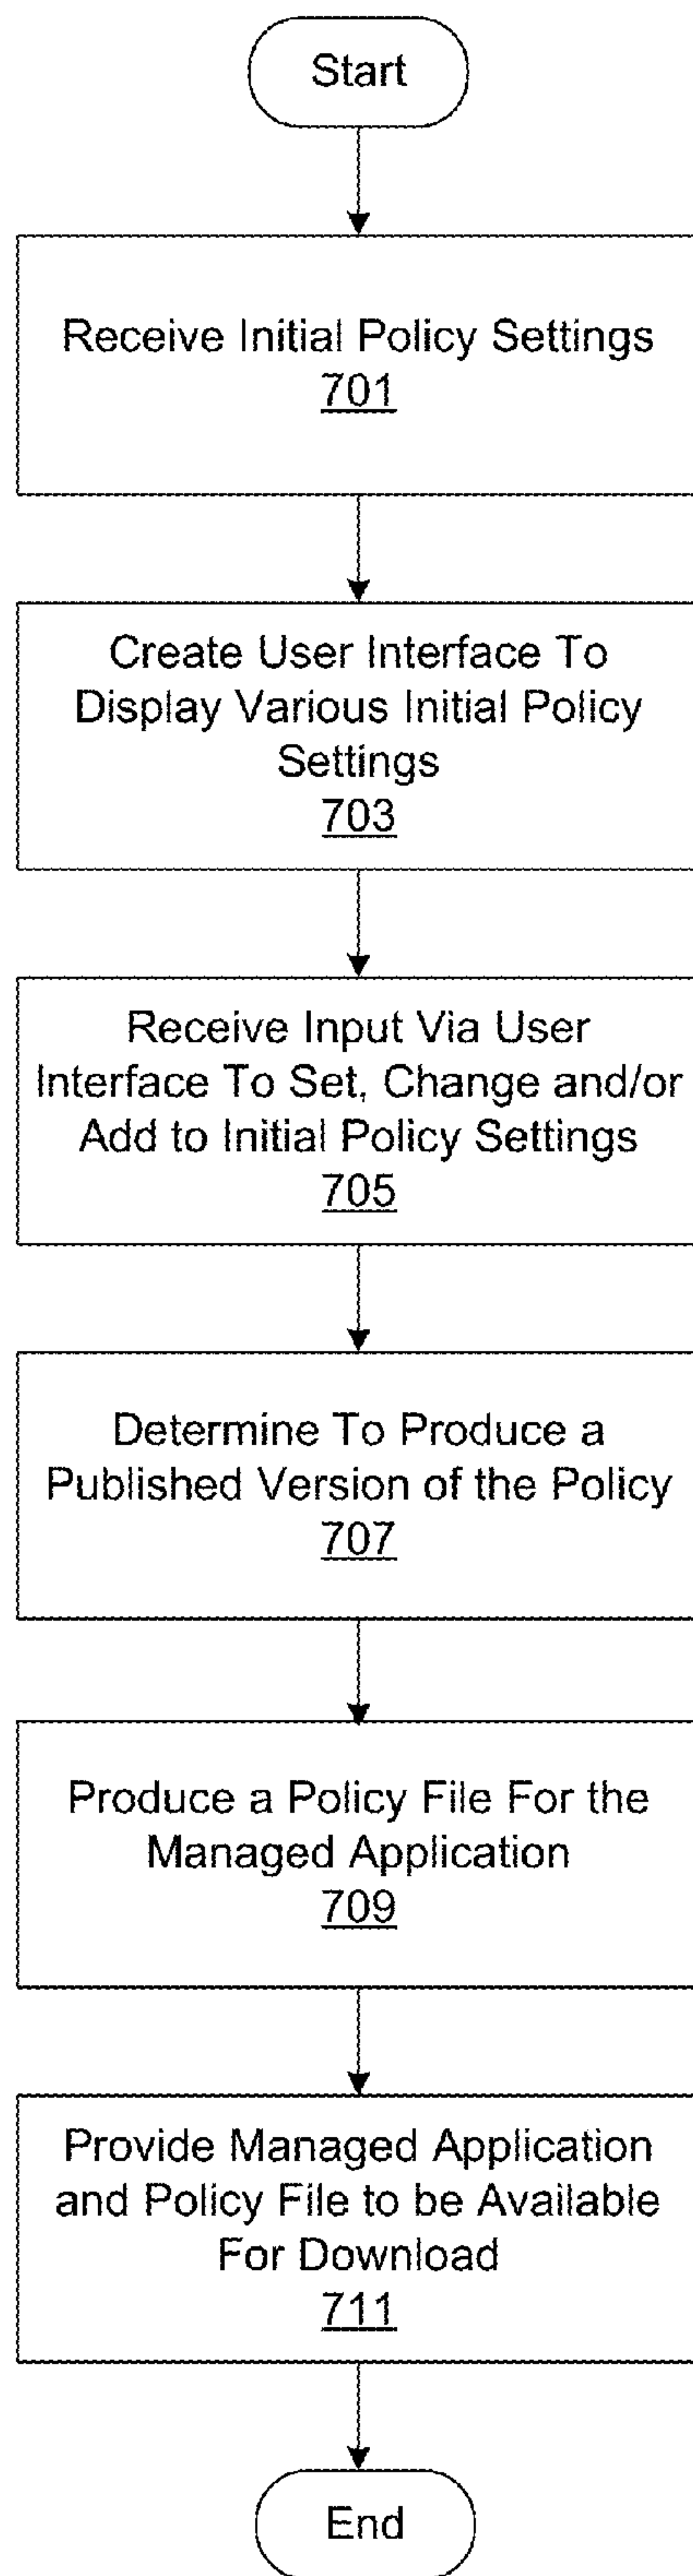 Start
Receive Initial Policy Settings
701
Create User Interface To
Display Various Initial Policy
Settings
703
Receive Input Via User
Interface To Set, Change and/or
Add to Initial Policy Settings
705
Determine To Produce a
Published Version of the Policy
707
Produce a Policy File For the
Managed Application
709
Provide Managed Application
and Policy File to be Available
For Download
711
End